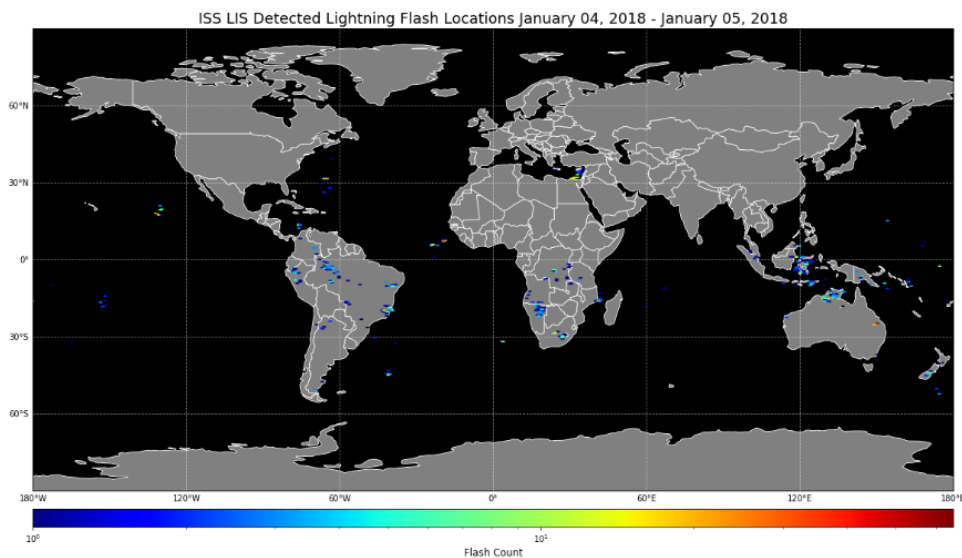 ISS LIS Detected Lightning Flash Locations January 04, 2018 - January 05, 2018
60°N
30°N
0°
30°S
60°S
180°W 120°W 60°W 0° 60°E 120°E 180°E
10⁰ 10¹
Flash Count